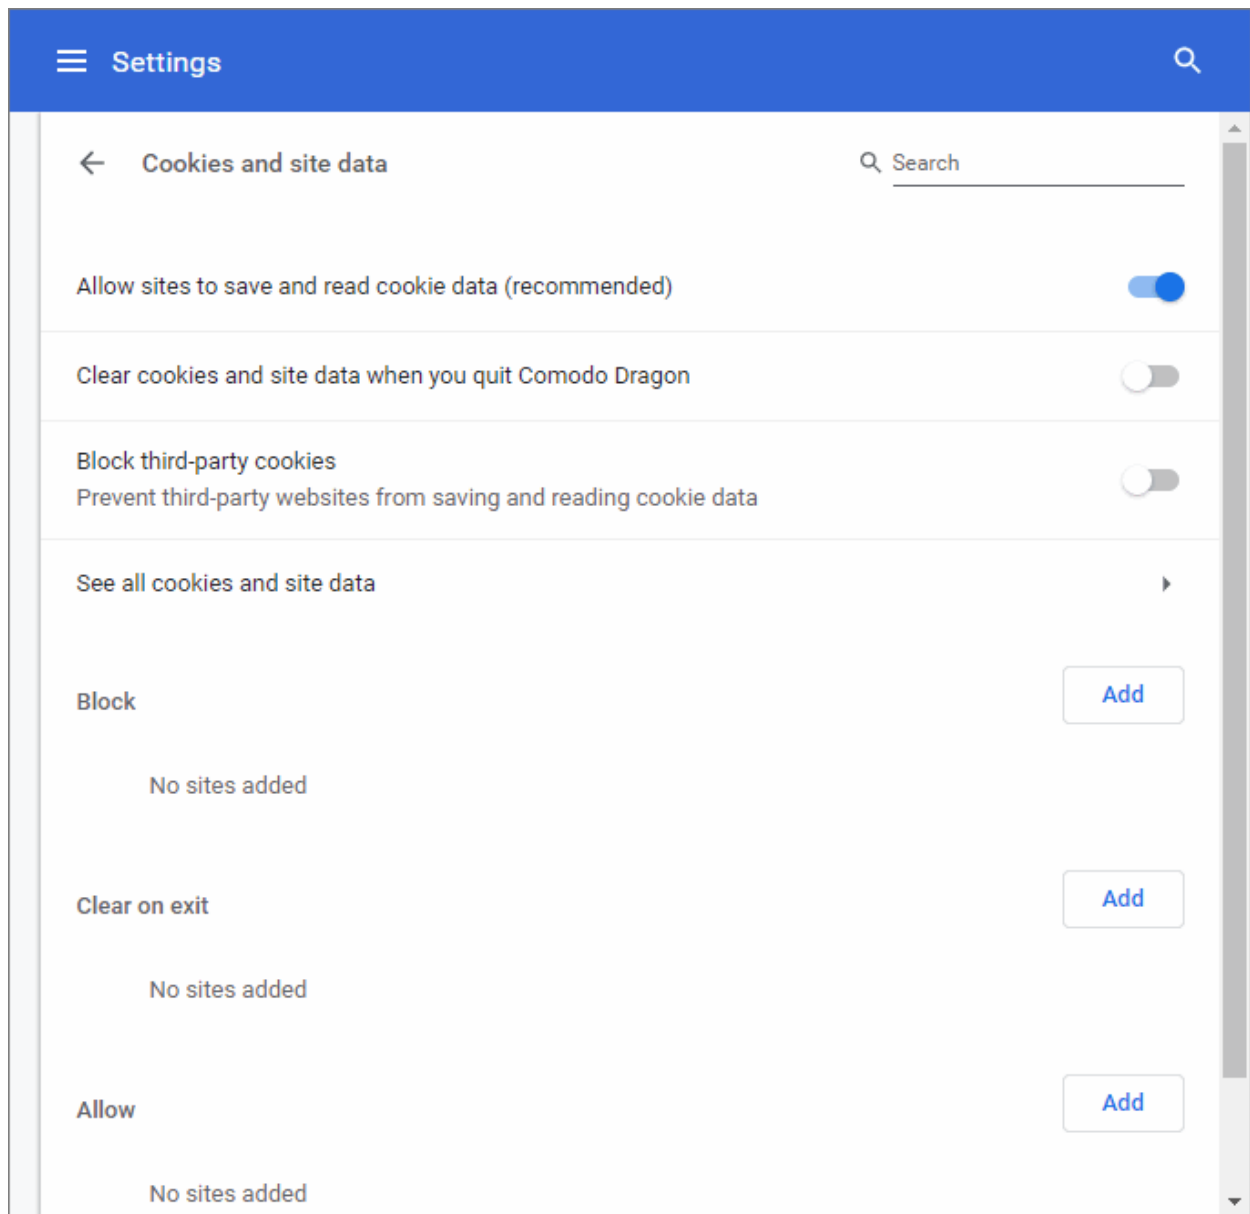 Settings
Cookies and site data
Search
Allow sites to save and read cookie data (recommended)
Clear cookies and site data when you quit Comodo Dragon
Block third-party cookies
Prevent third-party websites from saving and reading cookie data
See all cookies and site data
Block
Add
No sites added
Clear on exit
Add
No sites added
Allow
Add
No sites added